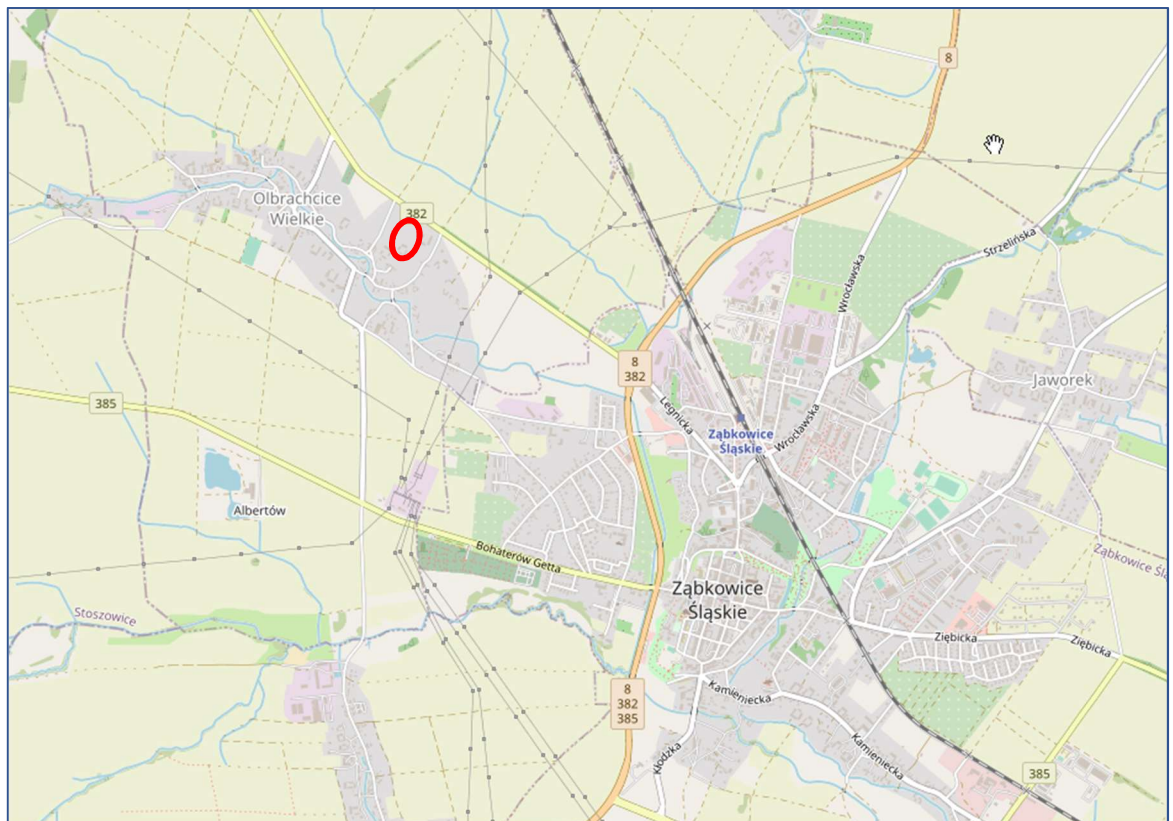 8
Olbrachcice
Wielkie
382
Strzelińska
Wrocławska
8
382
Jaworek
385
Legnicka
Ząbkowice
Śląskie
Wrocławska
Albertów
Bohaterów Getta
Ząbkowice Śl
Ząbkowice
Śląskie
Stoszowice
Ziębicka
Ziębicka
8
382
385
Kamieniecka
Kłodzka
Kamieniecka
385